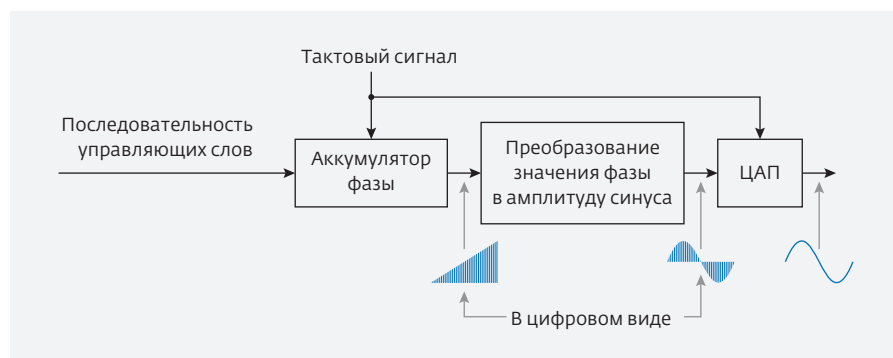 Тактовый сигнал
Последовательность
управляющих слов
Аккумулятор
фазы
Преобразование
значения фазы
в амплитуду синуса
ЦАП
В цифровом виде